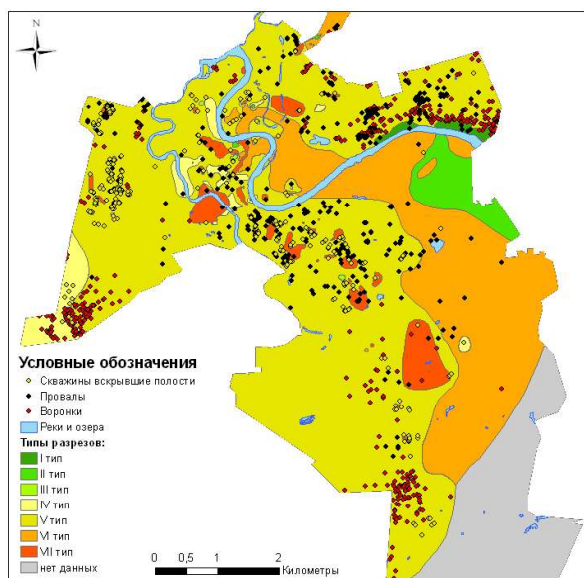 N
Условные обозначения
Скважины вскрывшие полости
Провалы
Воронки
Реки и озера
Типы разрезов:
I тип
II тип
III тип
IV тип
V тип
VI тип
VII тип
нет данных
0 0,5 1 2
Километры